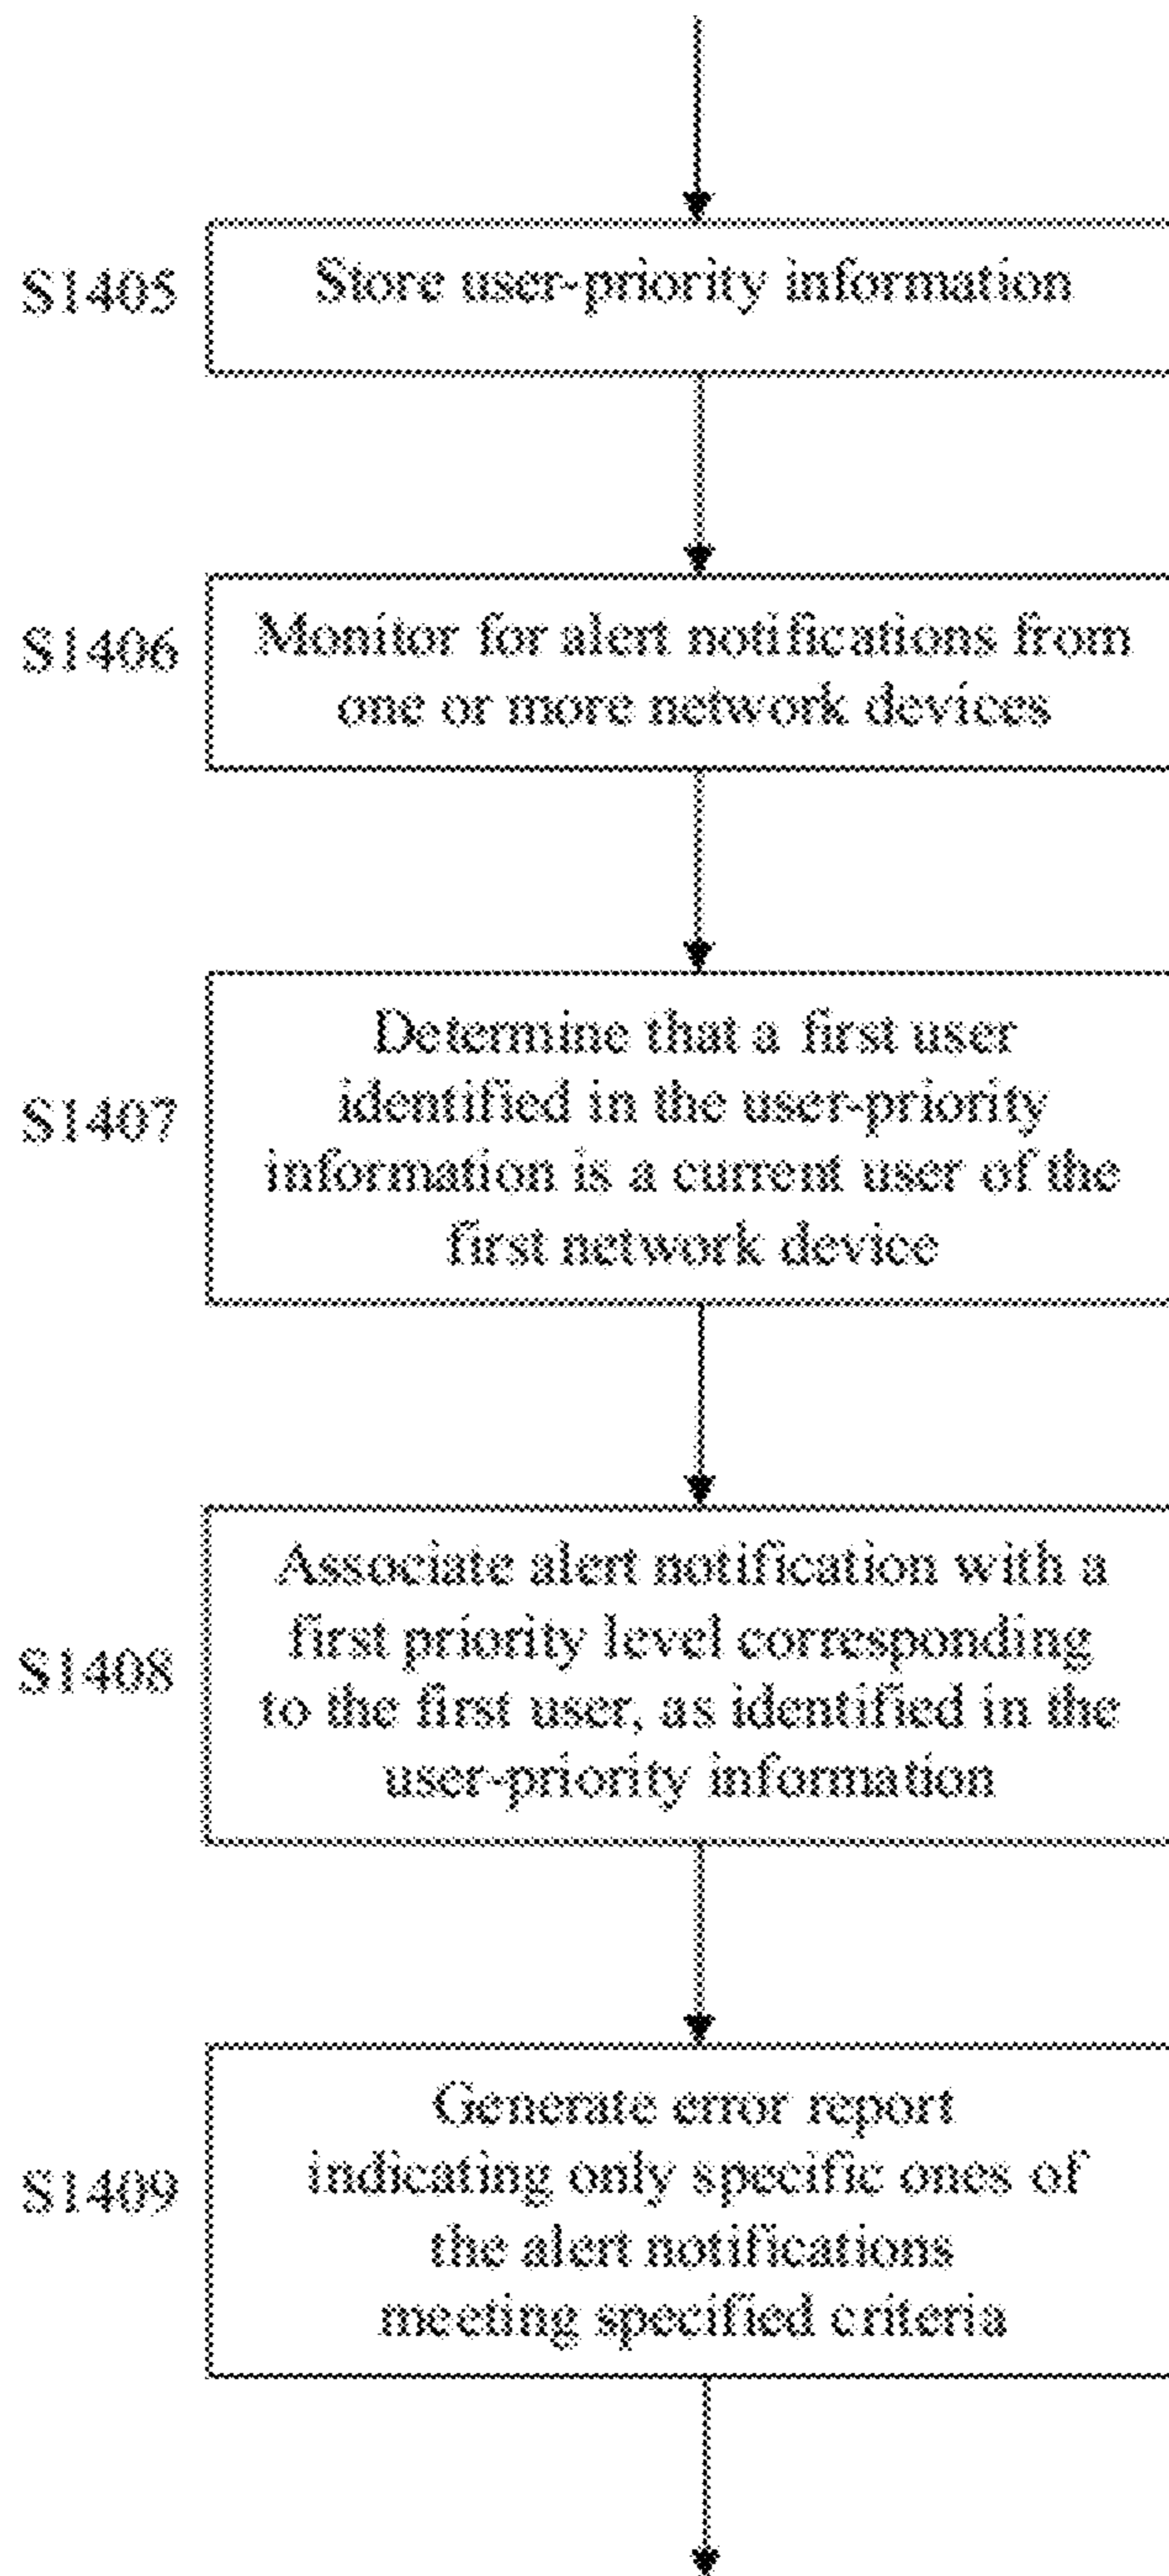 S1405
Store user-priority information
S1406
Monitor for alert notifications from
one or more network devices
S1407
Determine that a first user
identified in the user-priority
information is a current user of the
first network device
S1408
Associate alert notification with a
first priority level corresponding
to the first user, as identified in the
user-priority information
S1409
Generate error report
indicating only specific ones of
the alert notifications
meeting specified criteria